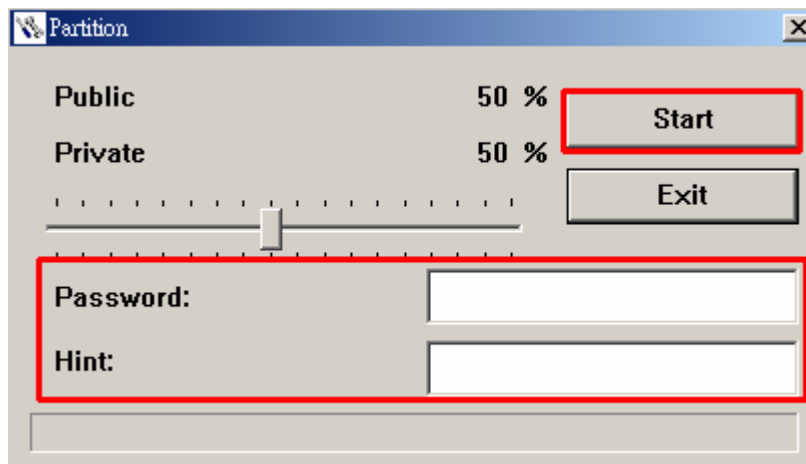 Partition
Public 50 %
Start
Private 50 %
Exit
Password:
Hint: